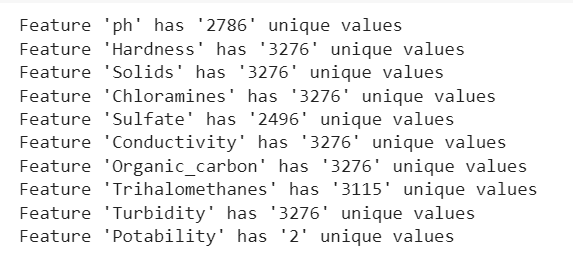 Feature 'ph' has '2786' unique values
Feature 'Hardness' has '3276' unique values
Feature 'Solids' has '3276' unique values
Feature 'Chloramines' has '3276' unique values
Feature 'Sulfate' has '2496' unique values
Feature 'Conductivity' has '3276' unique values
Feature 'Organic_carbon' has '3276' unique values
Feature 'Trihalomethanes' has '3115' unique values
Feature 'Turbidity' has '3276' unique values
Feature 'Potability' has '2' unique values